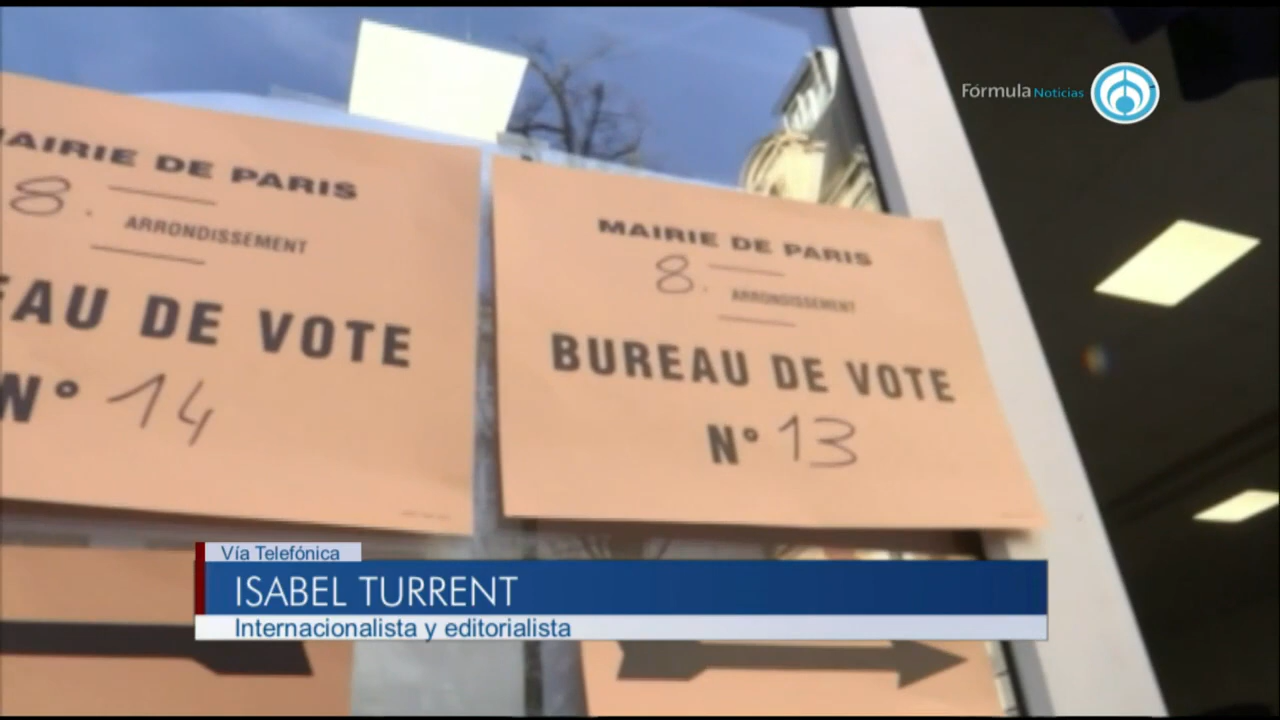 Fórmula Noticias
AIRIE DE PARIS
8.
ARRONDISSEMENT
EAU DE VOTE
N° 14
MAIRIE DE PARIS
8.
ARRONDISSEMENT
BUREAU DE VOTE
N° 13
Vía Telefónica
ISABEL TURRENT
Internacionalista y editorialista